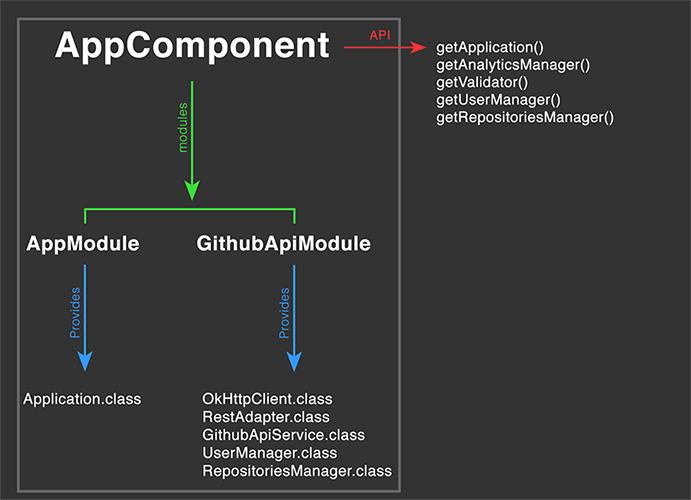 AppComponent
API
getApplication()
getAnalyticsManager()
getValidator()
getUserManager()
getRepositoriesManager()
modules
AppModule
GithubApiModule
Provides
Provides
Application.class
OkHttpClient.class
RestAdapter.class
GithubApiService.class
UserManager.class
RepositoriesManager.class